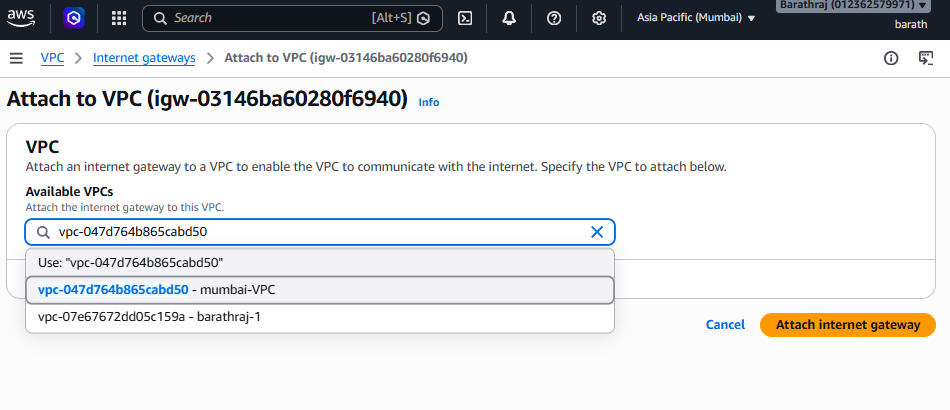 aws
Search [Alt+S] Asia Pacific (Mumbai) Barathraj (012362579971)
barath
VPC > Internet gateways > Attach to VPC (igw-03146ba60280f6940)
Attach to VPC (igw-03146ba60280f6940) Info
VPC
Attach an internet gateway to a VPC to enable the VPC to communicate with the internet. Specify the VPC to attach below.
Available VPCs
Attach the internet gateway to this VPC.
vpc-047d764b865cabd50
Use: "vpc-047d764b865cabd50"
vpc-047d764b865cabd50 - mumbai-VPC
vpc-07e67672dd05c159a - barathraj-1
Cancel Attach internet gateway